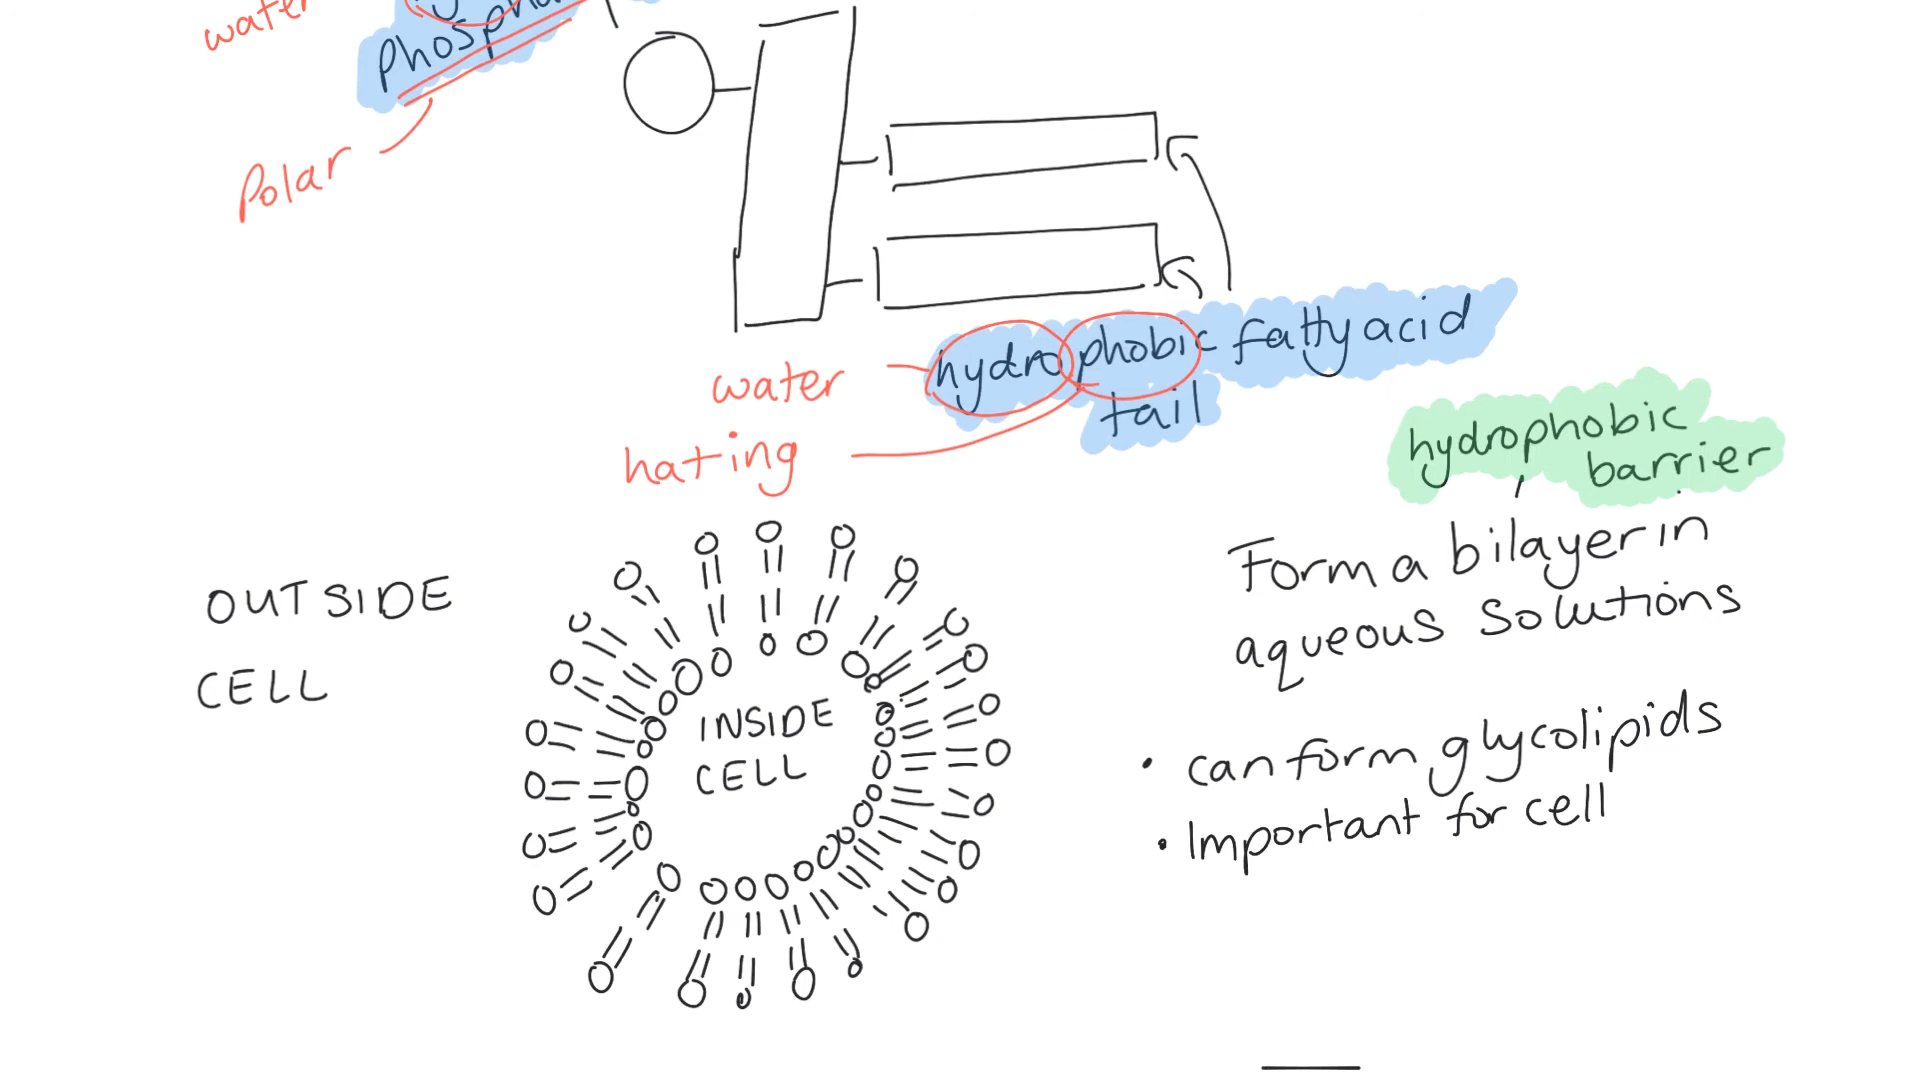 water
Phospha
Polar
hydrophobic fatty acid
tail
water
hating
hydrophobic
barrier
Form a bilayer in
aqueous solutions
OUTSIDE
CELL
INSIDE
CELL
• can form glycolipids
• Important for cell